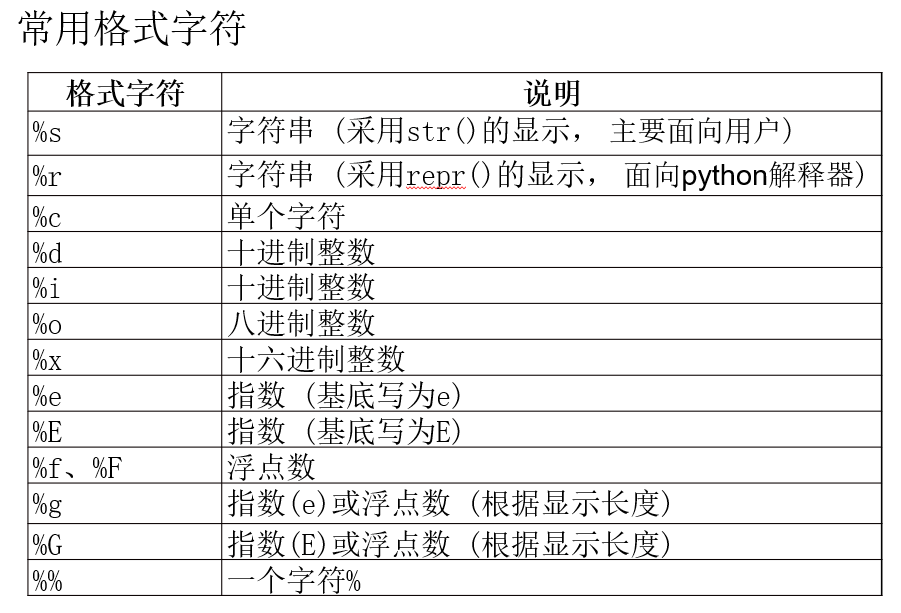 常用格式字符
格式字符 说明
%s 字符串 (采用str()的显示, 主要面向用户)
%r 字符串 (采用repr()的显示, 面向python解释器)
%c 单个字符
%d 十进制整数
%i 十进制整数
%o 八进制整数
%x 十六进制整数
%e 指数 (基底写为e)
%E 指数 (基底写为E)
%f、%F 浮点数
%g 指数(e)或浮点数 (根据显示长度)
%G 指数(E)或浮点数 (根据显示长度)
%% 一个字符%